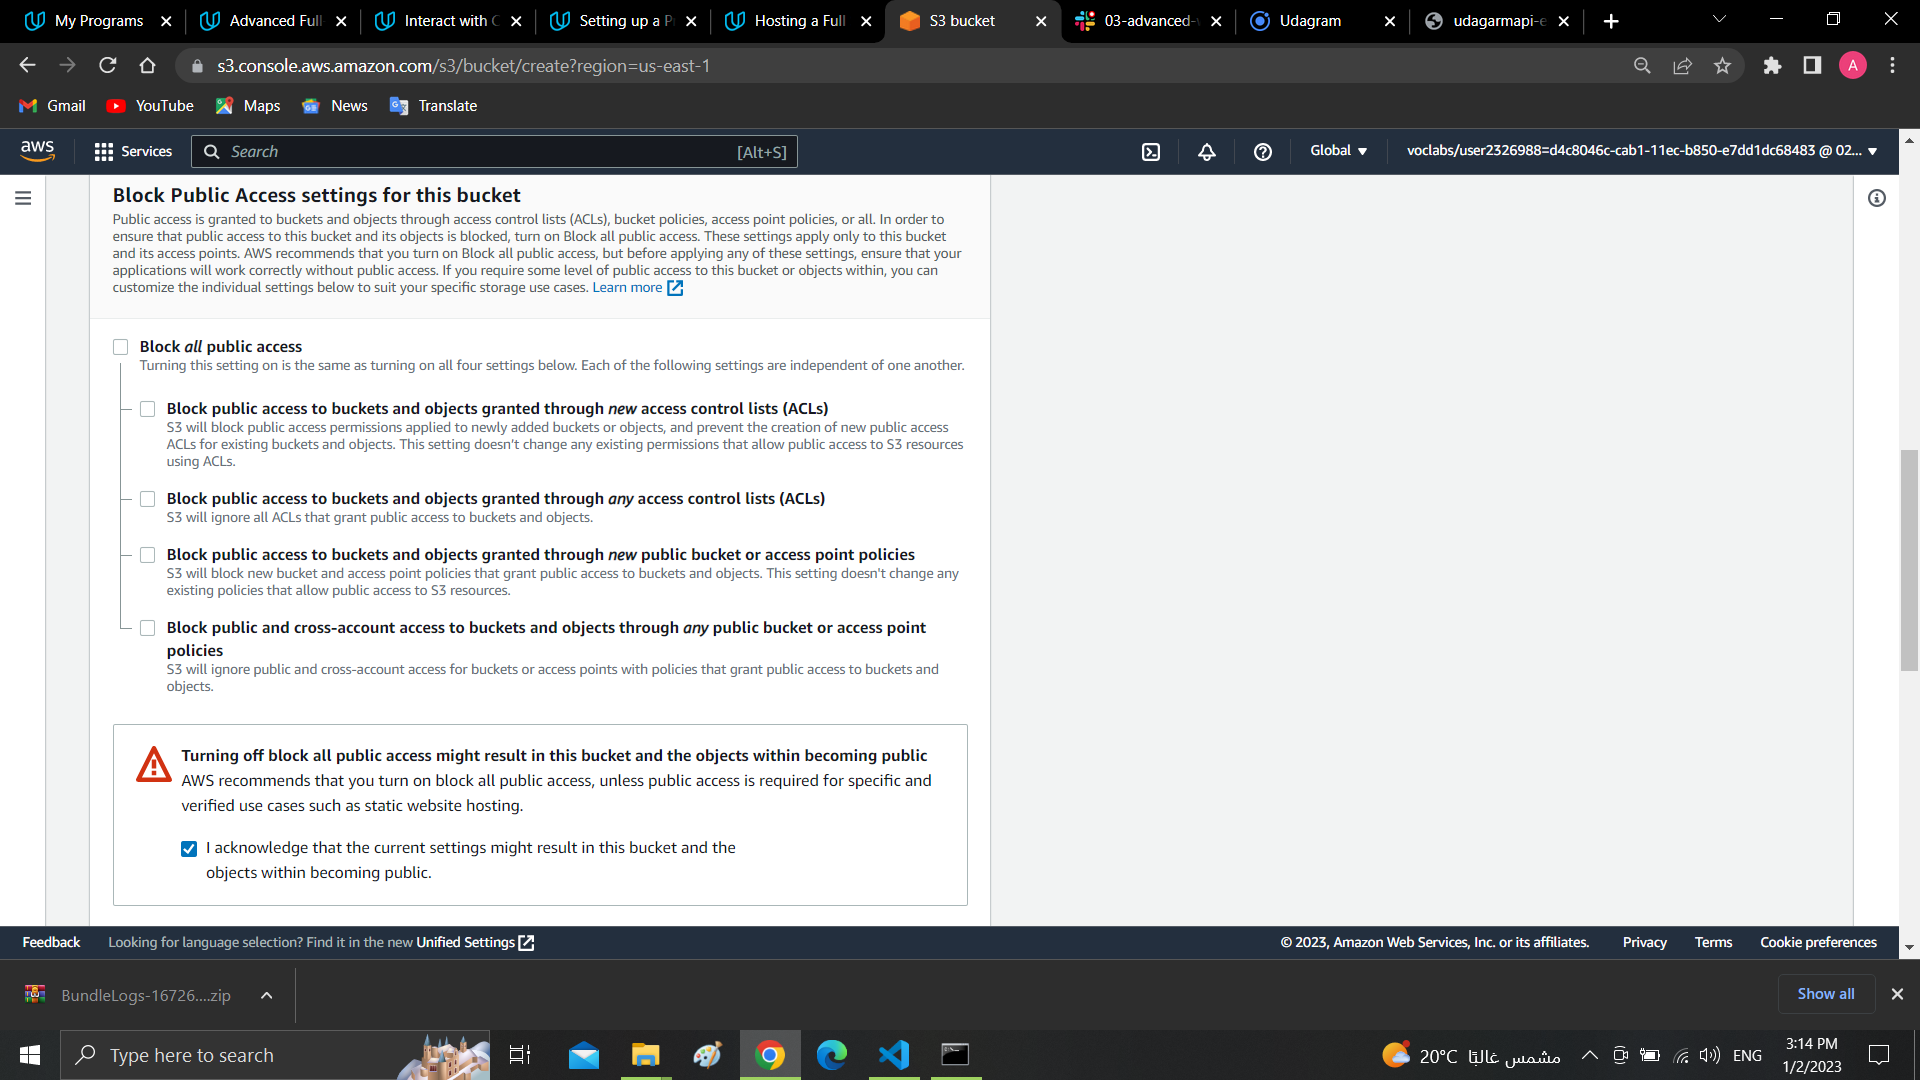 My Programs
Advanced Full
Interact with C
Setting up a P
Hosting a Full
S3 bucket
03-advanced-
Udagram
udagarmapi-e
s3.console.aws.amazon.com/s3/bucket/create?region=us-east-1
A
Gmail
YouTube
Maps
News
Translate
aws
Services
Search
[Alt+S]
Global
voclabs/user2326988=d4c8046c-cab1-11ec-b850-e7dd1dc68483 @ 02...
Block Public Access settings for this bucket
Public access is granted to buckets and objects through access control lists (ACLs), bucket policies, access point policies, or all. In order to
ensure that public access to this bucket and its objects is blocked, turn on Block all public access. These settings apply only to this bucket
and its access points. AWS recommends that you turn on Block all public access, but before applying any of these settings, ensure that your
applications will work correctly without public access. If you require some level of public access to this bucket or objects within, you can
customize the individual settings below to suit your specific storage use cases. Learn more
Block all public access
Turning this setting on is the same as turning on all four settings below. Each of the following settings are independent of one another.
Block public access to buckets and objects granted through new access control lists (ACLs)
S3 will block public access permissions applied to newly added buckets or objects, and prevent the creation of new public access
ACLs for existing buckets and objects. This setting doesn't change any existing permissions that allow public access to S3 resources
using ACLs.
Block public access to buckets and objects granted through any access control lists (ACLs)
S3 will ignore all ACLs that grant public access to buckets and objects.
Block public access to buckets and objects granted through new public bucket or access point policies
S3 will block new bucket and access point policies that grant public access to buckets and objects. This setting doesn't change any
existing policies that allow public access to S3 resources.
Block public and cross-account access to buckets and objects through any public bucket or access point
policies
S3 will ignore public and cross-account access for buckets or access points with policies that grant public access to buckets and
objects.
Turning off block all public access might result in this bucket and the objects within becoming public
AWS recommends that you turn on block all public access, unless public access is required for specific and
verified use cases such as static website hosting.
I acknowledge that the current settings might result in this bucket and the
objects within becoming public.
Feedback
Looking for language selection? Find it in the new Unified Settings
© 2023, Amazon Web Services, Inc. or its affiliates.
Privacy
Terms
Cookie preferences
BundleLogs-16726....zip
Show all
Type here to search
20°C
مشمس غالبًا
ENG
3:14 PM
1/2/2023